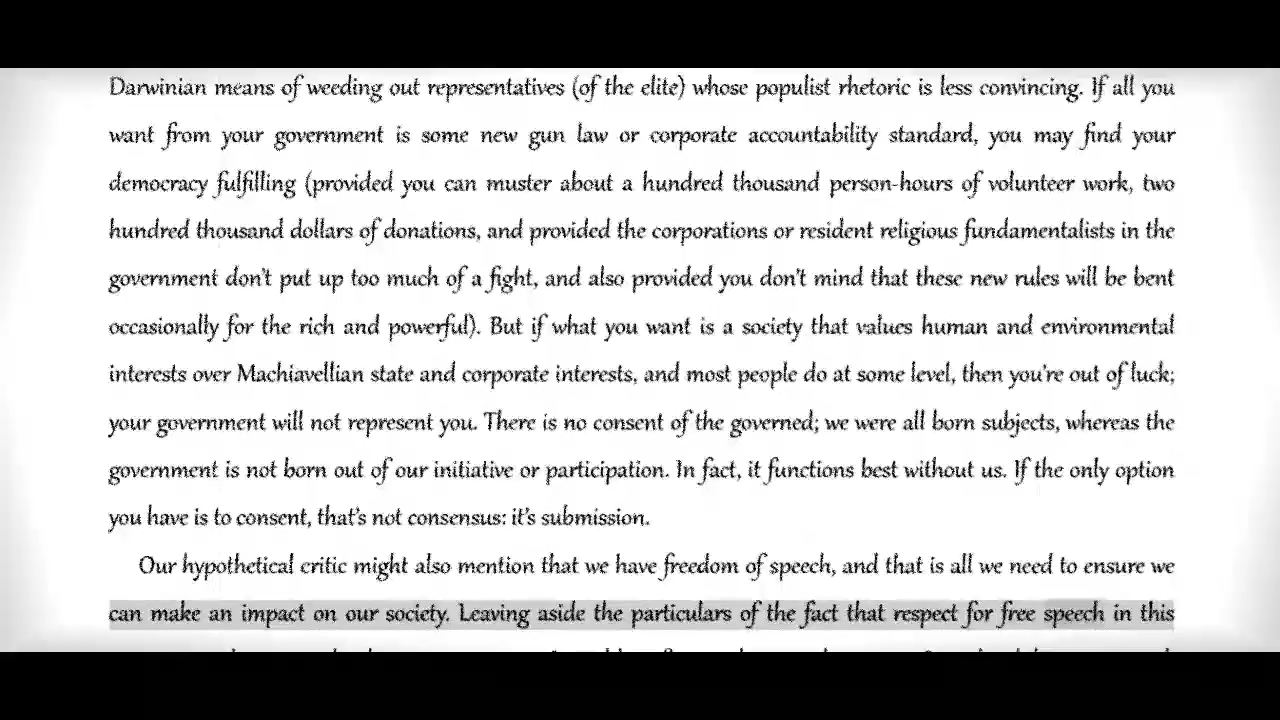 Darwinian means of weeding out representatives (of the elite) whose populist rhetoric is less convincing. If all you
want from your government is some new gun law or corporate accountability standard, you may find your
democracy fulfilling (provided you can muster about a hundred thousand person-hours of volunteer work, two
hundred thousand dollars of donations, and provided the corporations or resident religious fundamentalists in the
government don't put up too much of a fight, and also provided you don't mind that these new rules will be bent
occasionally for the rich and powerful). But if what you want is a society that values human and environmental
interests over Machiavellian state and corporate interests, and most people do at some level, then you're out of luck;
your government will not represent you. There is no consent of the governed; we were all born subjects, whereas the
government is not born out of our initiative or participation. In fact, it functions best without us. If the only option
you have is to consent, that's not consensus: it's submission.
Our hypothetical critic might also mention that we have freedom of speech, and that is all we need to ensure we
can make an impact on our society. Leaving aside the particulars of the fact that respect for free speech in this